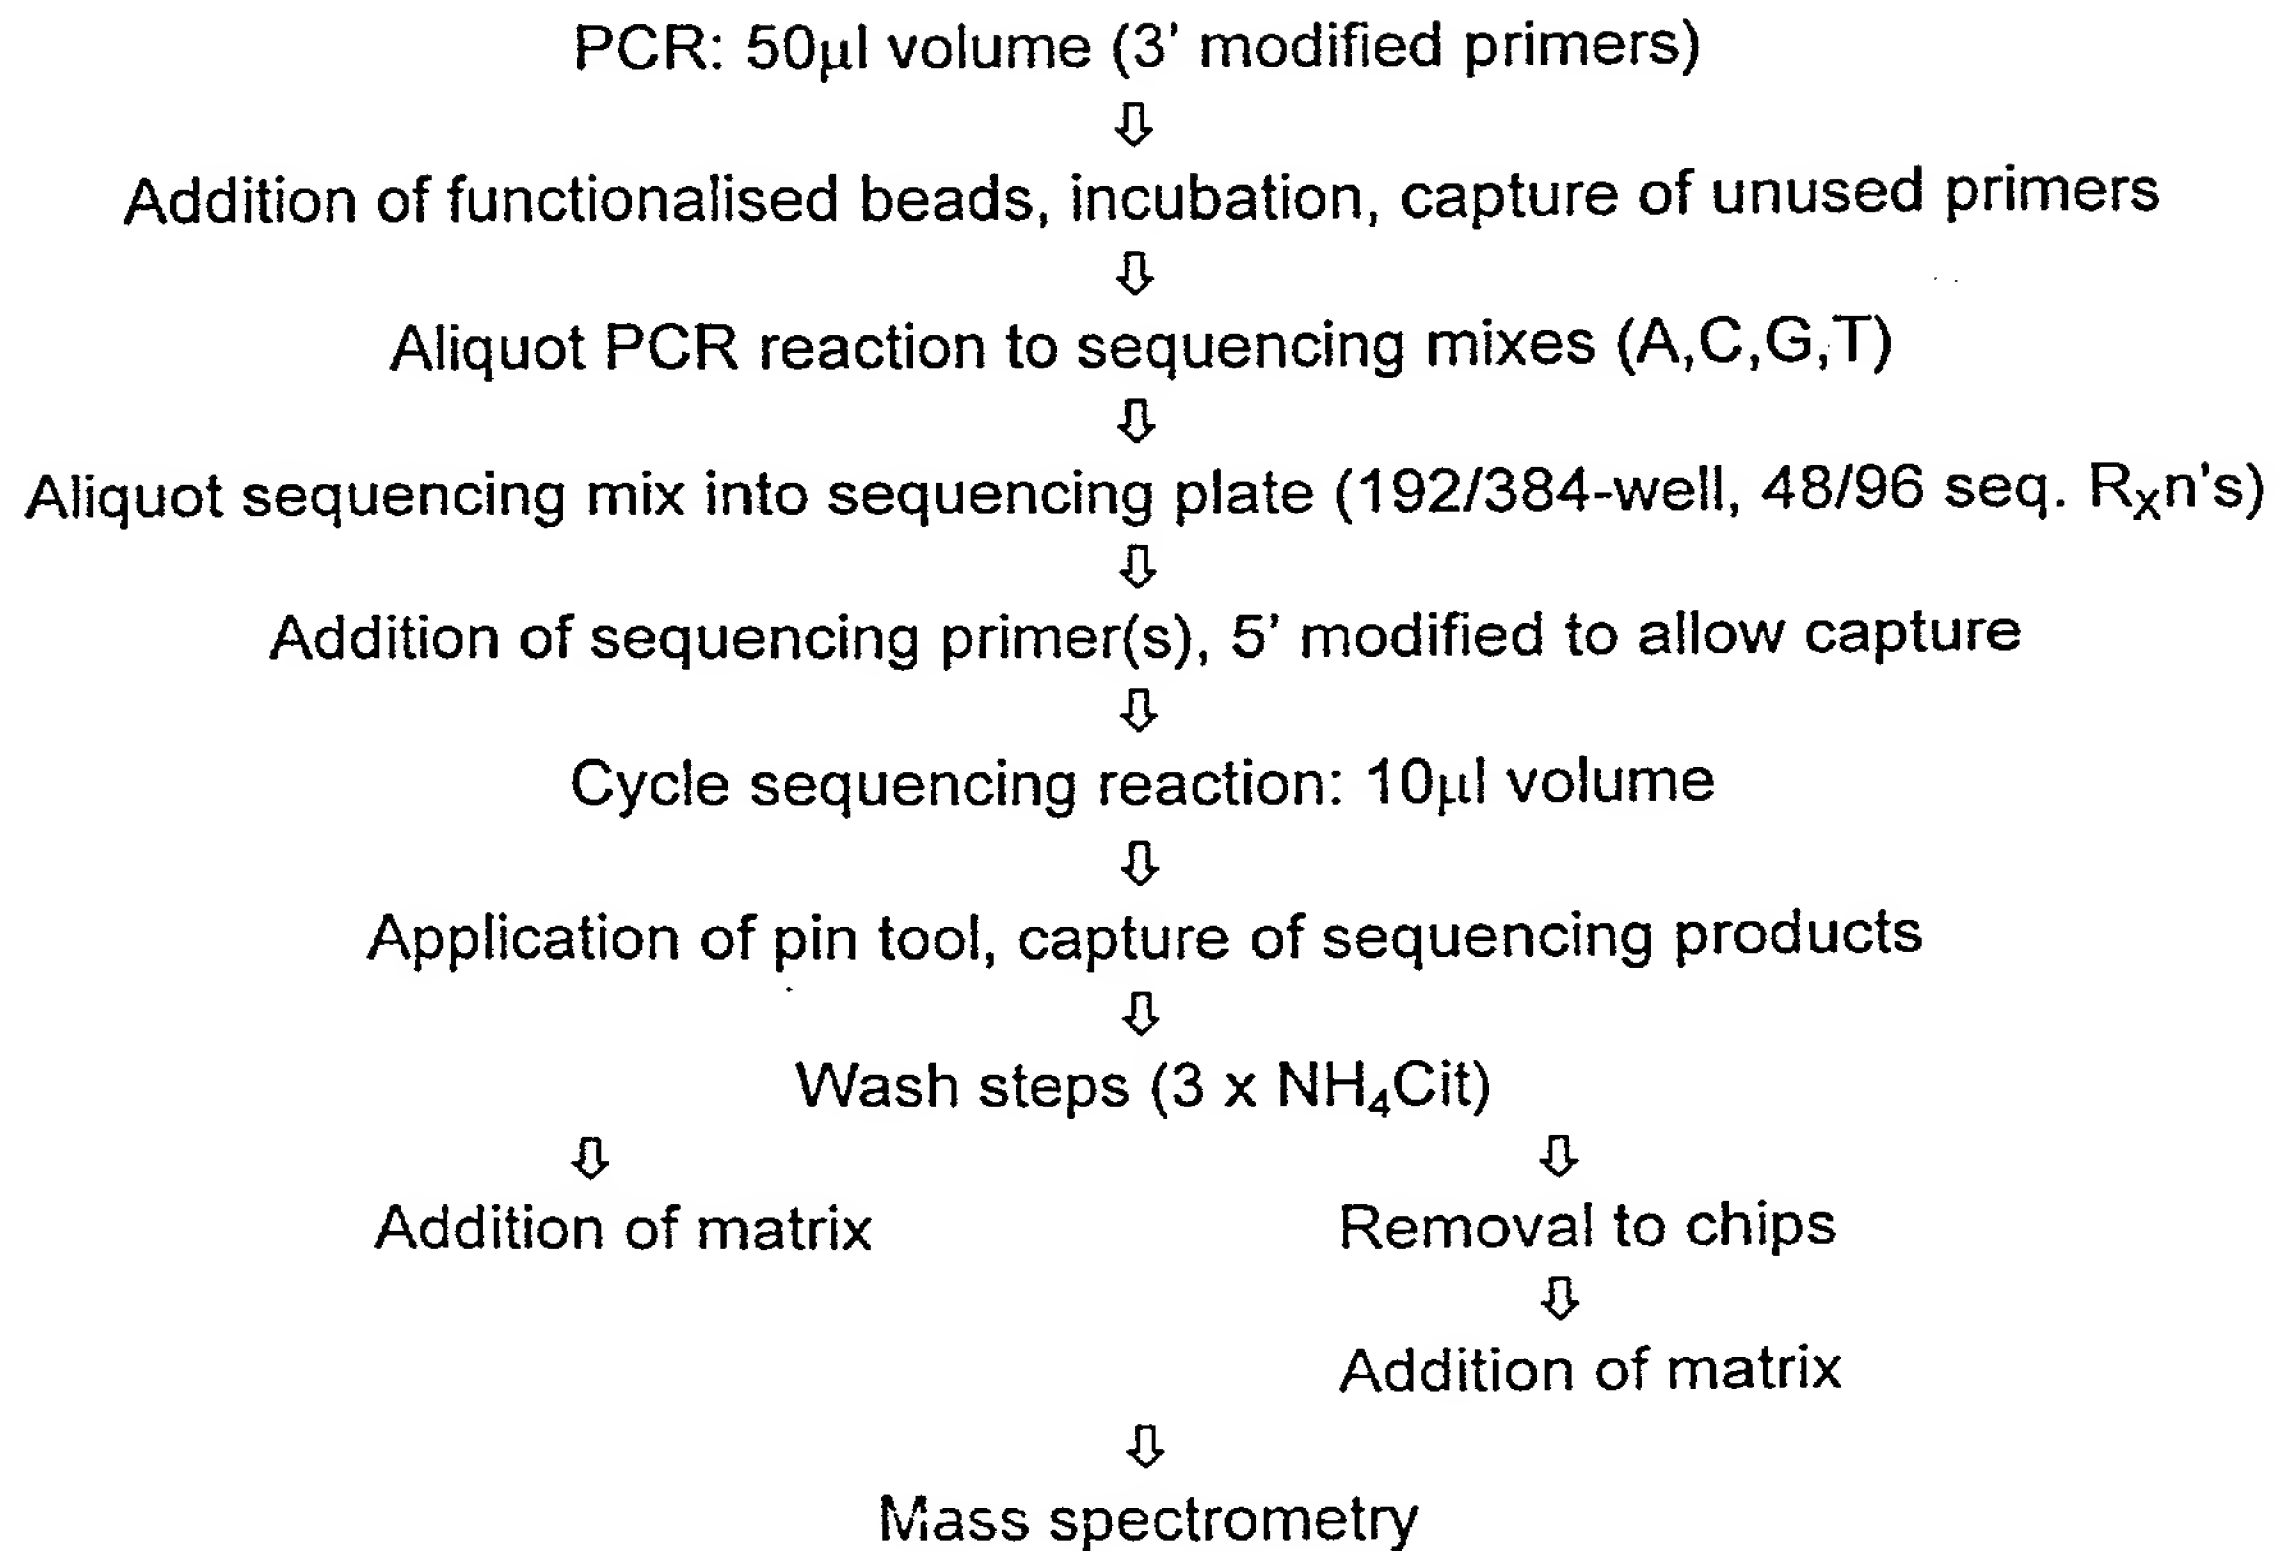 PCR: 50µl volume (3' modified primers)
⇩
Addition of functionalised beads, incubation, capture of unused primers
⇩
Aliquot PCR reaction to sequencing mixes (A,C,G,T)
⇩
Aliquot sequencing mix into sequencing plate (192/384-well, 48/96 seq. RXn's)
⇩
Addition of sequencing primer(s), 5' modified to allow capture
⇩
Cycle sequencing reaction: 10µl volume
⇩
Application of pin tool, capture of sequencing products
⇩
Wash steps (3 x NH₄Cit)
⇩ ⇩
Addition of matrix Removal to chips
⇩
Addition of matrix
⇩
Mass spectrometry